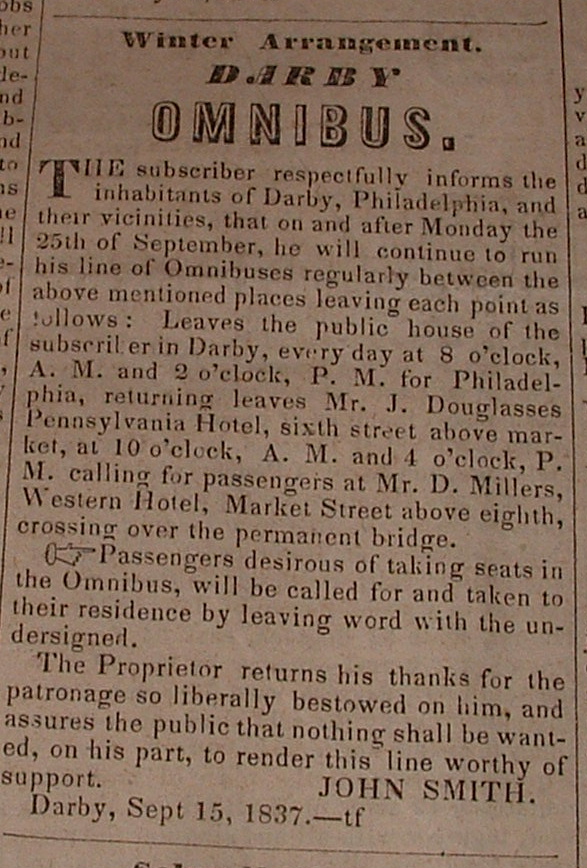 Winter Arrangement.
DARBY
OMNIBUS.
THE subscriber respectfully informs the
inhabitants of Darby, Philadelphia, and
their vicinities, that on and after Monday the
25th of September, he will continue to run
his line of Omnibuses regularly between the
above mentioned places leaving each point as
follows: Leaves the public house of the
subscriber in Darby, every day at 8 o'clock,
A. M. and 2 o'clock, P. M. for Philadel-
phia, returning leaves Mr. J. Douglasses
Pennsylvania Hotel, sixth street above mar-
ket, at 10 o'clock, A. M. and 4 o'clock, P.
M. calling for passengers at Mr. D. Millers,
Western Hotel, Market Street above eighth,
crossing over the permanent bridge.
☞Passengers desirous of taking seats in
the Omnibus, will be called for and taken to
their residence by leaving word with the un-
dersigned.
The Proprietor returns his thanks for the
patronage so liberally bestowed on him, and
assures the public that nothing shall be want-
ed, on his part, to render this line worthy of
support. JOHN SMITH.
Darby, Sept 15, 1837.—tf